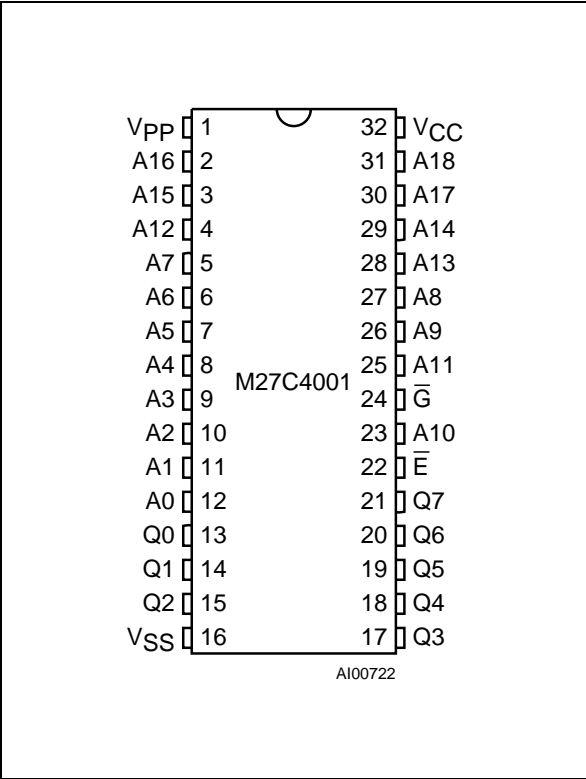 VPP 1 32 VCC
A16 2 31 A18
A15 3 30 A17
A12 4 29 A14
A7 5 28 A13
A6 6 27 A8
A5 7 26 A9
A4 8 25 A11
M27C4001
A3 9 24 G̅
A2 10 23 A10
A1 11 22 E̅
A0 12 21 Q7
Q0 13 20 Q6
Q1 14 19 Q5
Q2 15 18 Q4
VSS 16 17 Q3
AI00722